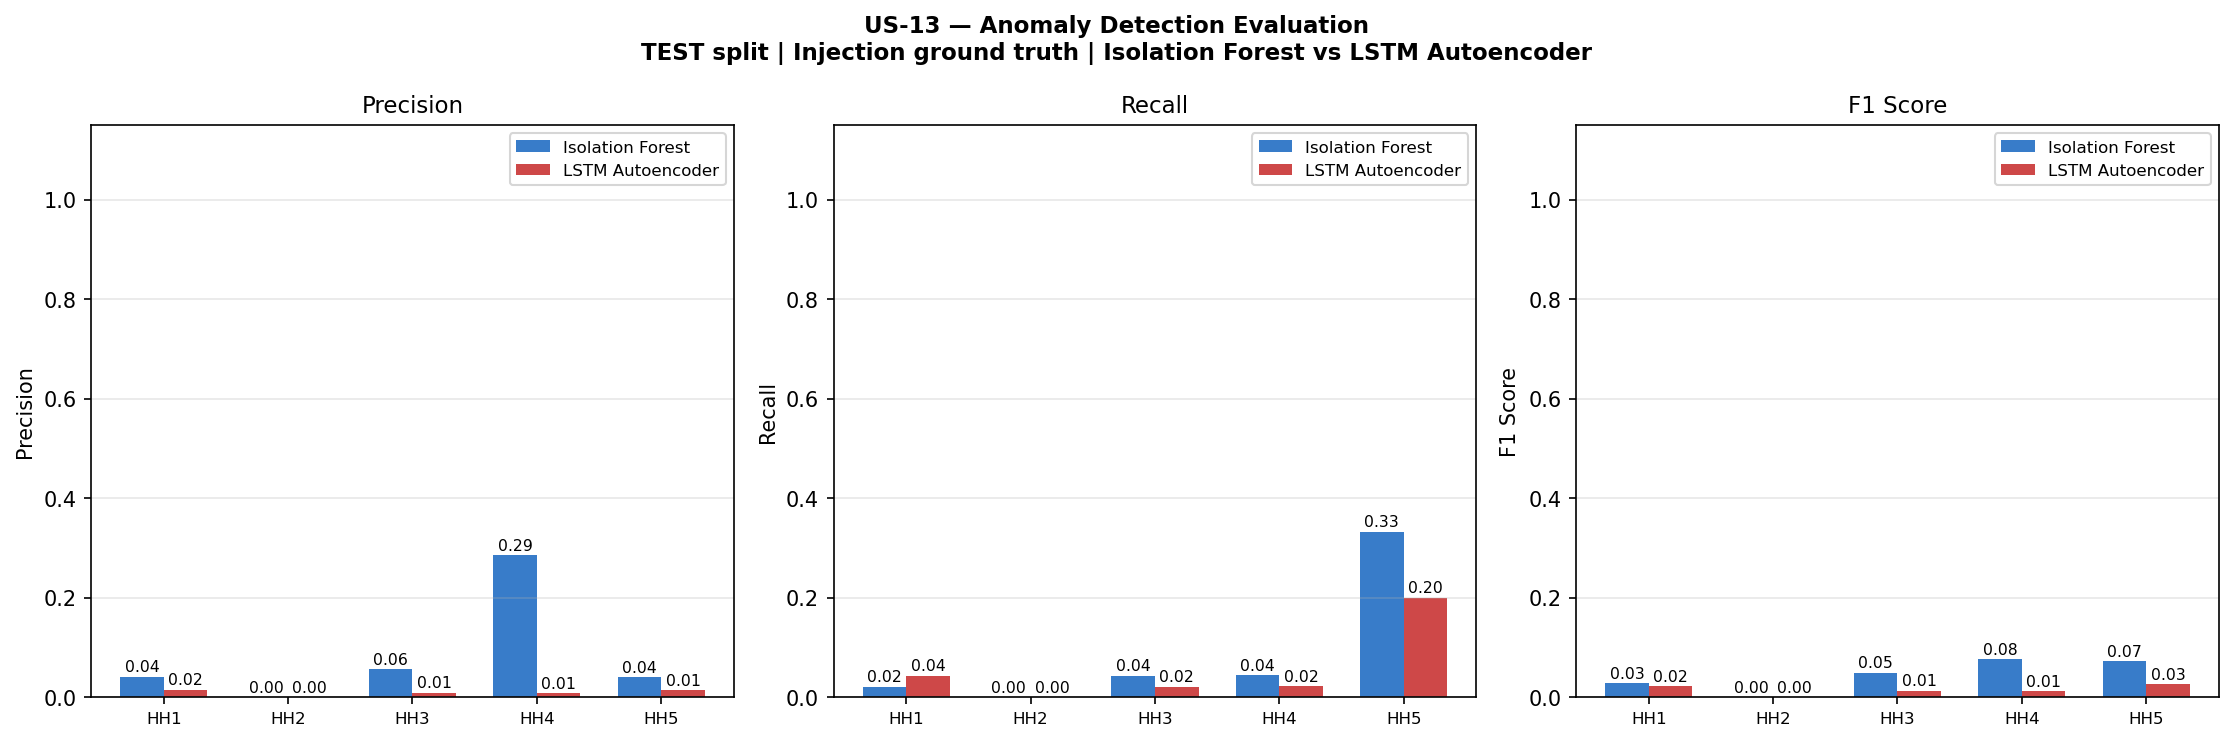 US-13 — Anomaly Detection Evaluation
TEST split | Injection ground truth | Isolation Forest vs LSTM Autoencoder
Precision
Isolation Forest
LSTM Autoencoder
Precision
1.0
0.8
0.6
0.4
0.2
0.0
0.04
0.02
0.00
0.00
0.06
0.01
0.29
0.01
0.04
0.01
HH1
HH2
HH3
HH4
HH5
Recall
Isolation Forest
LSTM Autoencoder
Recall
1.0
0.8
0.6
0.4
0.2
0.0
0.02
0.04
0.00
0.00
0.04
0.02
0.04
0.02
0.33
0.20
HH1
HH2
HH3
HH4
HH5
F1 Score
Isolation Forest
LSTM Autoencoder
F1 Score
1.0
0.8
0.6
0.4
0.2
0.0
0.03
0.02
0.00
0.00
0.05
0.01
0.08
0.01
0.07
0.03
HH1
HH2
HH3
HH4
HH5